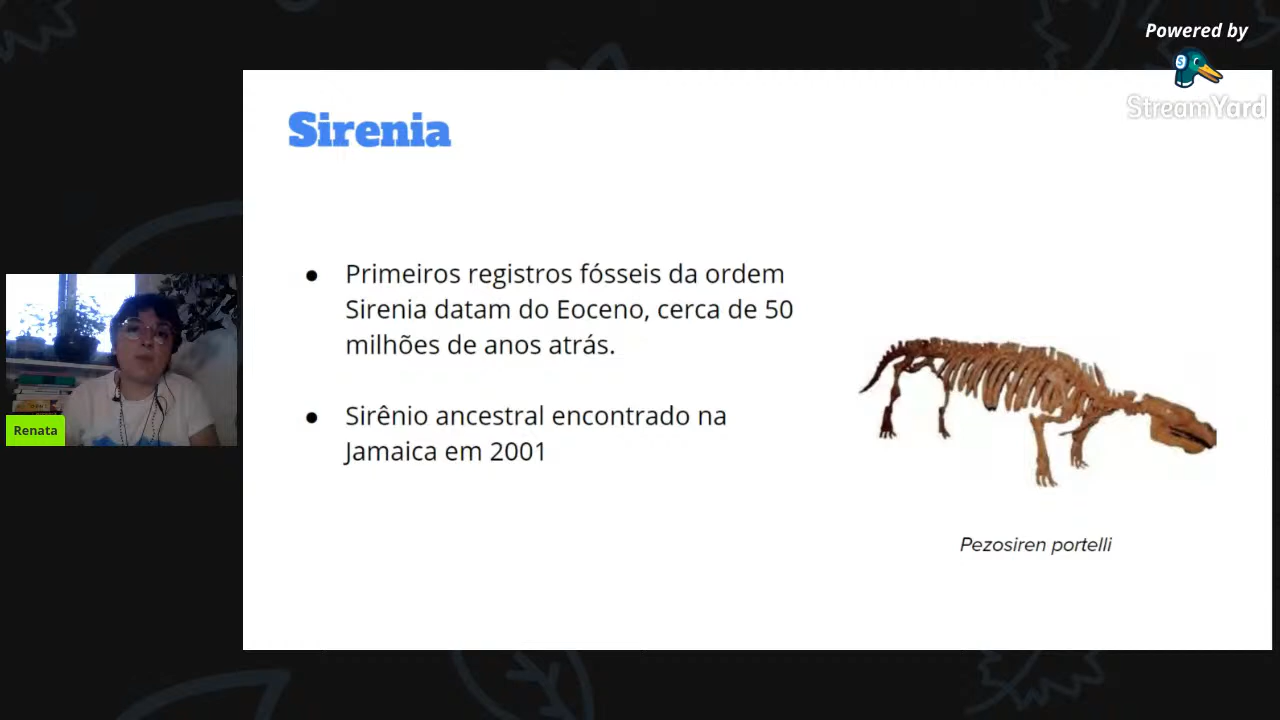 Powered by
StreamYard
Sirenia
● Primeiros registros fósseis da ordem
Sirenia datam do Eoceno, cerca de 50
milhões de anos atrás.
● Sirênio ancestral encontrado na
Jamaica em 2001
Pezosiren portelli
Renata